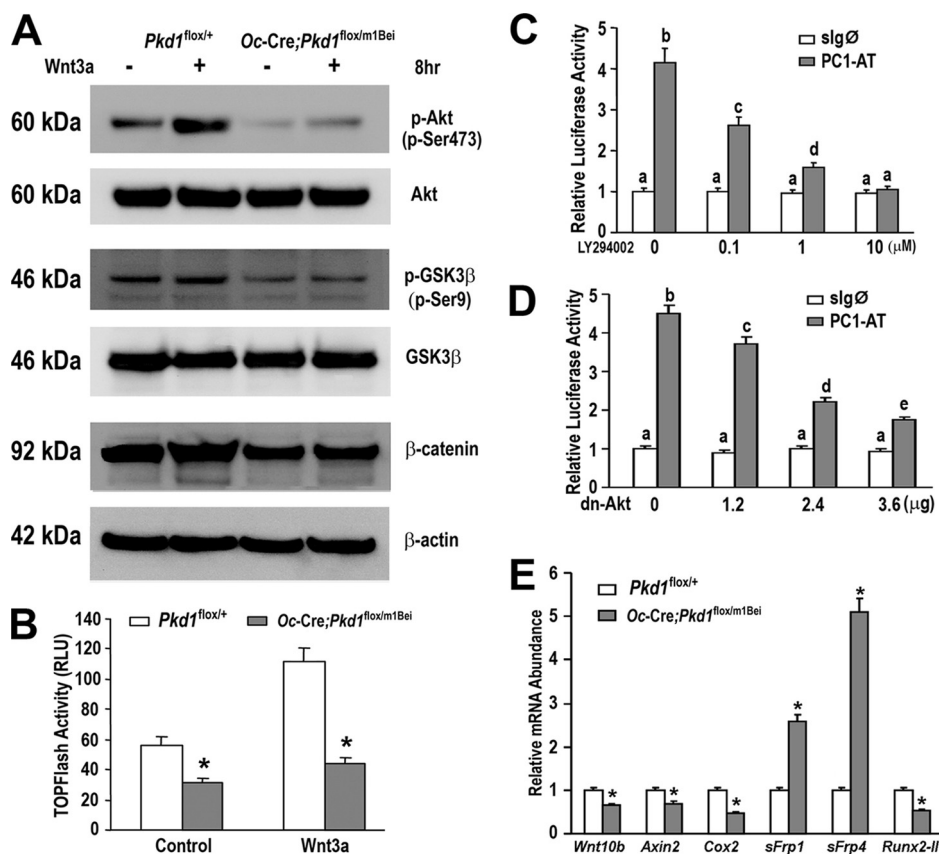 A
Pkd1flox/+ Oc-Cre;Pkd1flox/m1Bei
Wnt3a - + - + 8hr
60 kDa p-Akt
(p-Ser473)
60 kDa Akt
46 kDa p-GSK3β
(p-Ser9)
46 kDa GSK3β
92 kDa β-catenin
42 kDa β-actin
B
Pkd1flox/+
Oc-Cre;Pkd1flox/m1Bei
TOPFlash Activity (RLU)
140
120
100
80
60
40
20
0
* *
Control Wnt3a
C
slgØ
PC1-AT
Relative Luciferase Activity
5
4
3
2
1
0
a b a c a d a a
LY294002 0 0.1 1 10 (μM)
D
slgØ
PC1-AT
Relative Luciferase Activity
5
4
3
2
1
0
a b a c a d a e
dn-Akt 0 1.2 2.4 3.6 (μg)
E
Pkd1flox/+
Oc-Cre;Pkd1flox/m1Bei
Relative mRNA Abundance
6
5
4
3
2
1
0
* * * * * *
Wnt10b Axin2 Cox2 sFrp1 sFrp4 Runx2-II